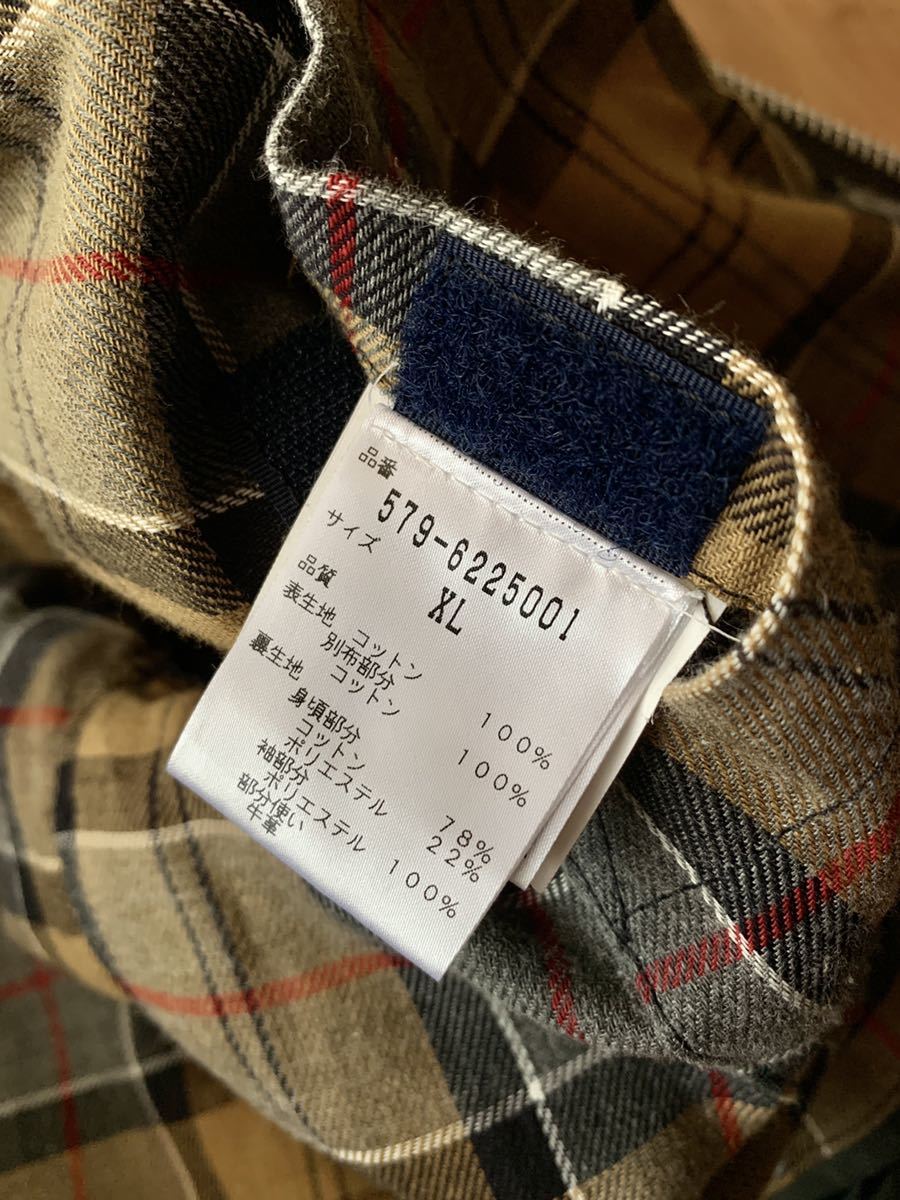 品番
579-6225001
サイズ
XL
品質
表生地 コットン 100%
別布部分
コットン 100%
裏生地
身頃部分
コットン 78%
ポリエステル 22%
袖部分
ポリエステル 100%
部分使い
牛革